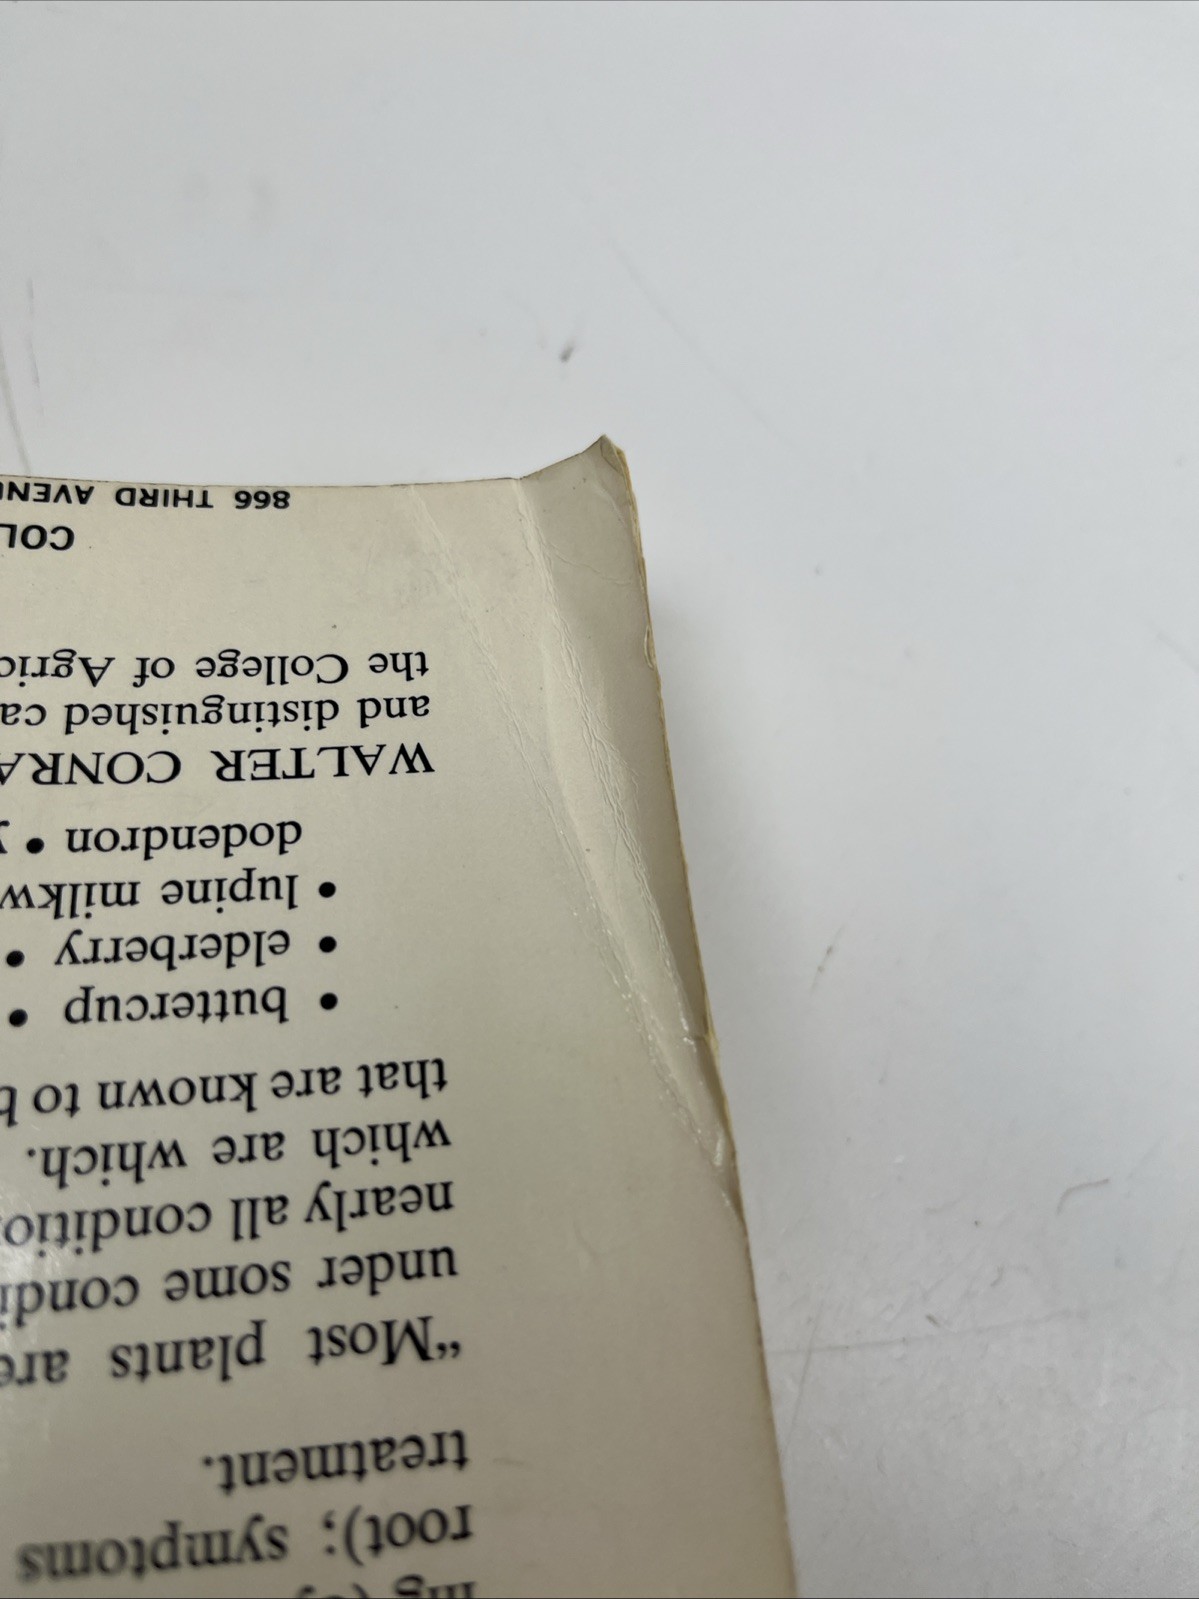 root); symptoms
treatment.
"Most plants are
under some condi
nearly all conditio
which are which.
that are known to b
• buttercup •
• elderberry •
• lupine milkw
dodendron •
WALTER CONRA
and distinguished ca
the College of Agric
COL
866 THIRD AVEN